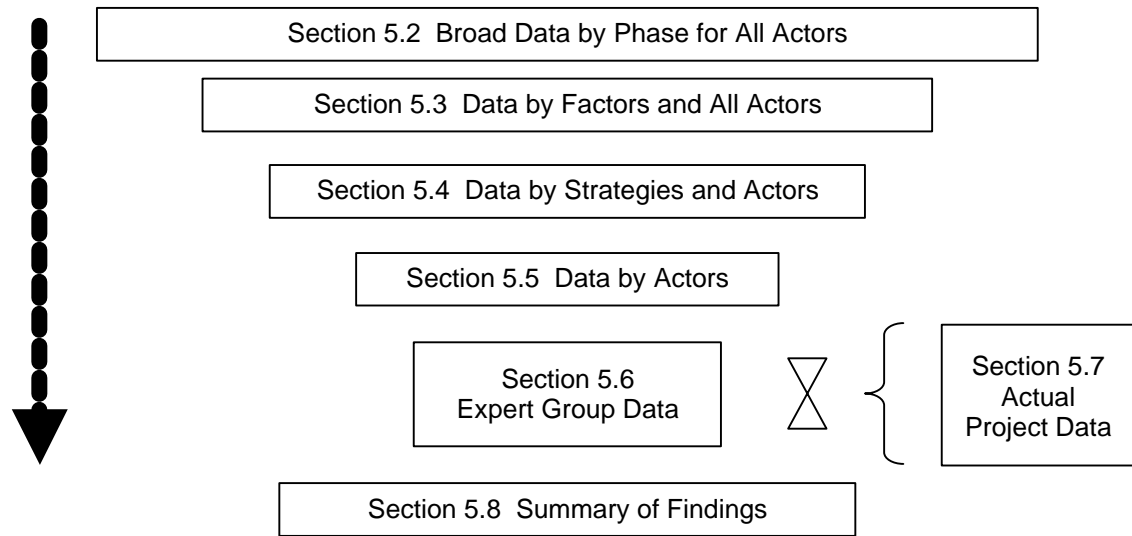 Section 5.2 Broad Data by Phase for All Actors
Section 5.3 Data by Factors and All Actors
Section 5.4 Data by Strategies and Actors
Section 5.5 Data by Actors
Section 5.6
Expert Group Data
Section 5.7
Actual
Project Data
Section 5.8 Summary of Findings